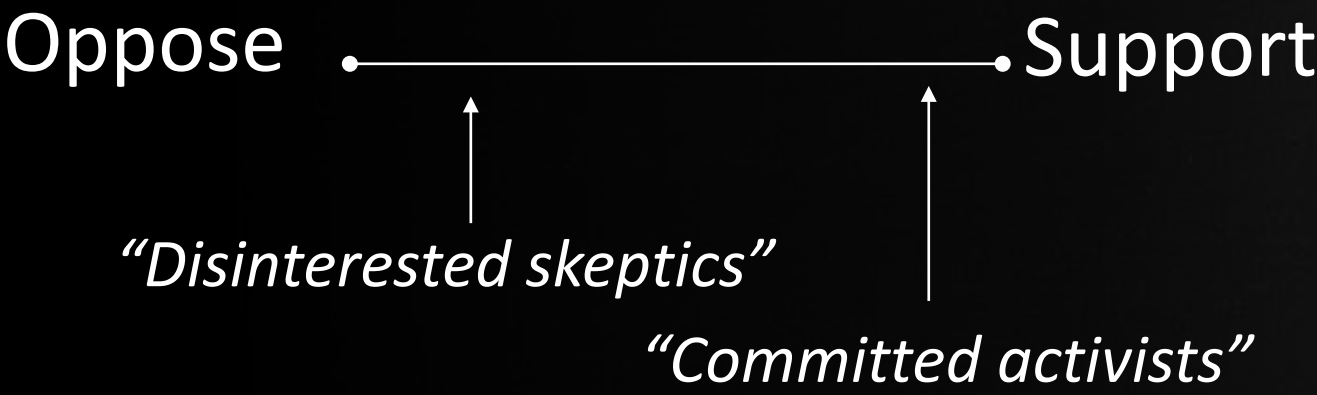 Oppose Support
“Disinterested skeptics”
“Committed activists”